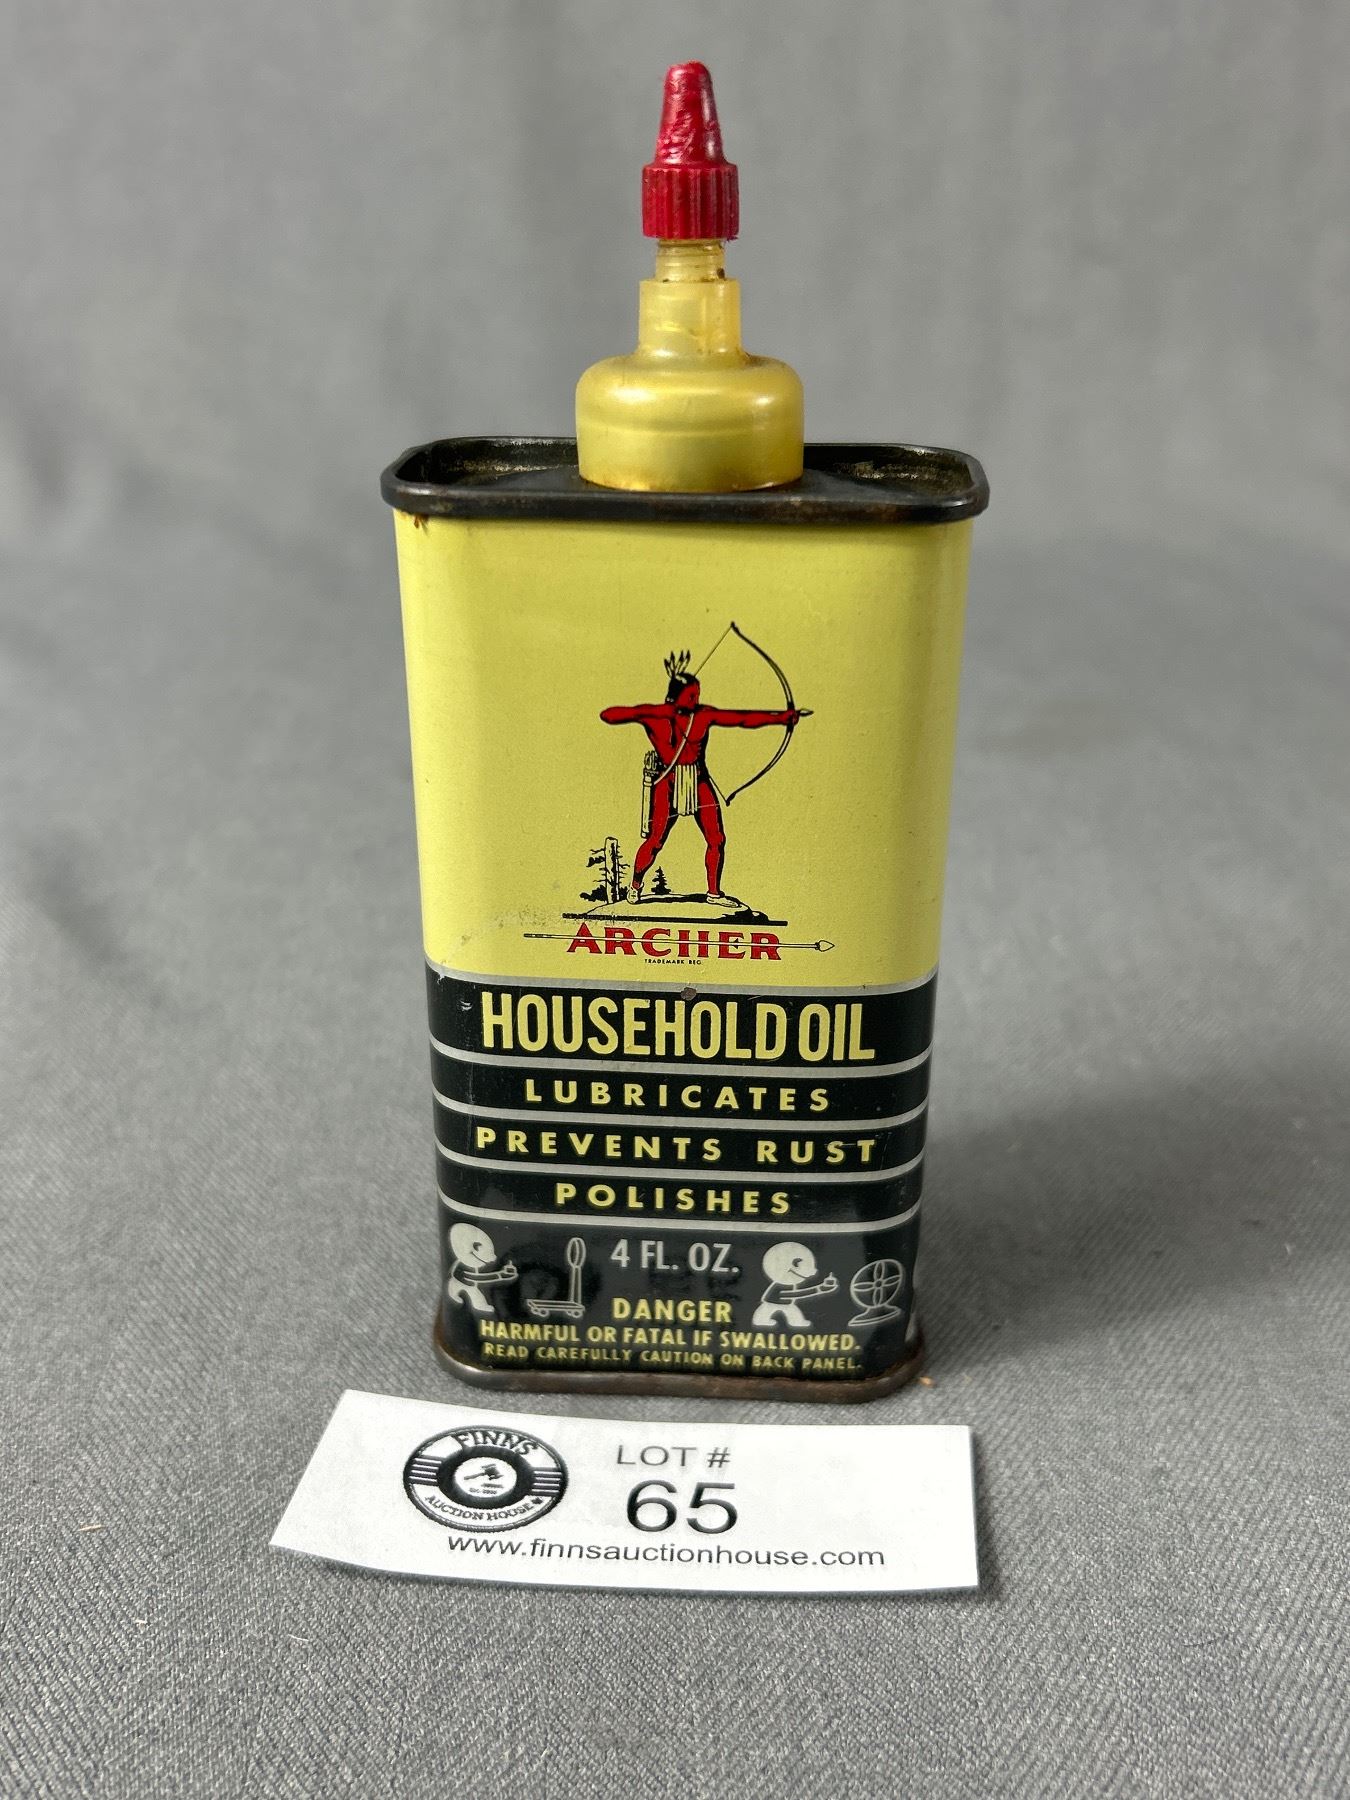 ARCHER
TRADEMARK REG.
HOUSEHOLD OIL
LUBRICATES
PREVENTS RUST
POLISHES
4 FL. OZ.
DANGER
HARMFUL OR FATAL IF SWALLOWED.
READ CAREFULLY CAUTION ON BACK PANEL.
FINNS
AUCTION HOUSE
LOT #
65
www.finnsauctionhouse.com